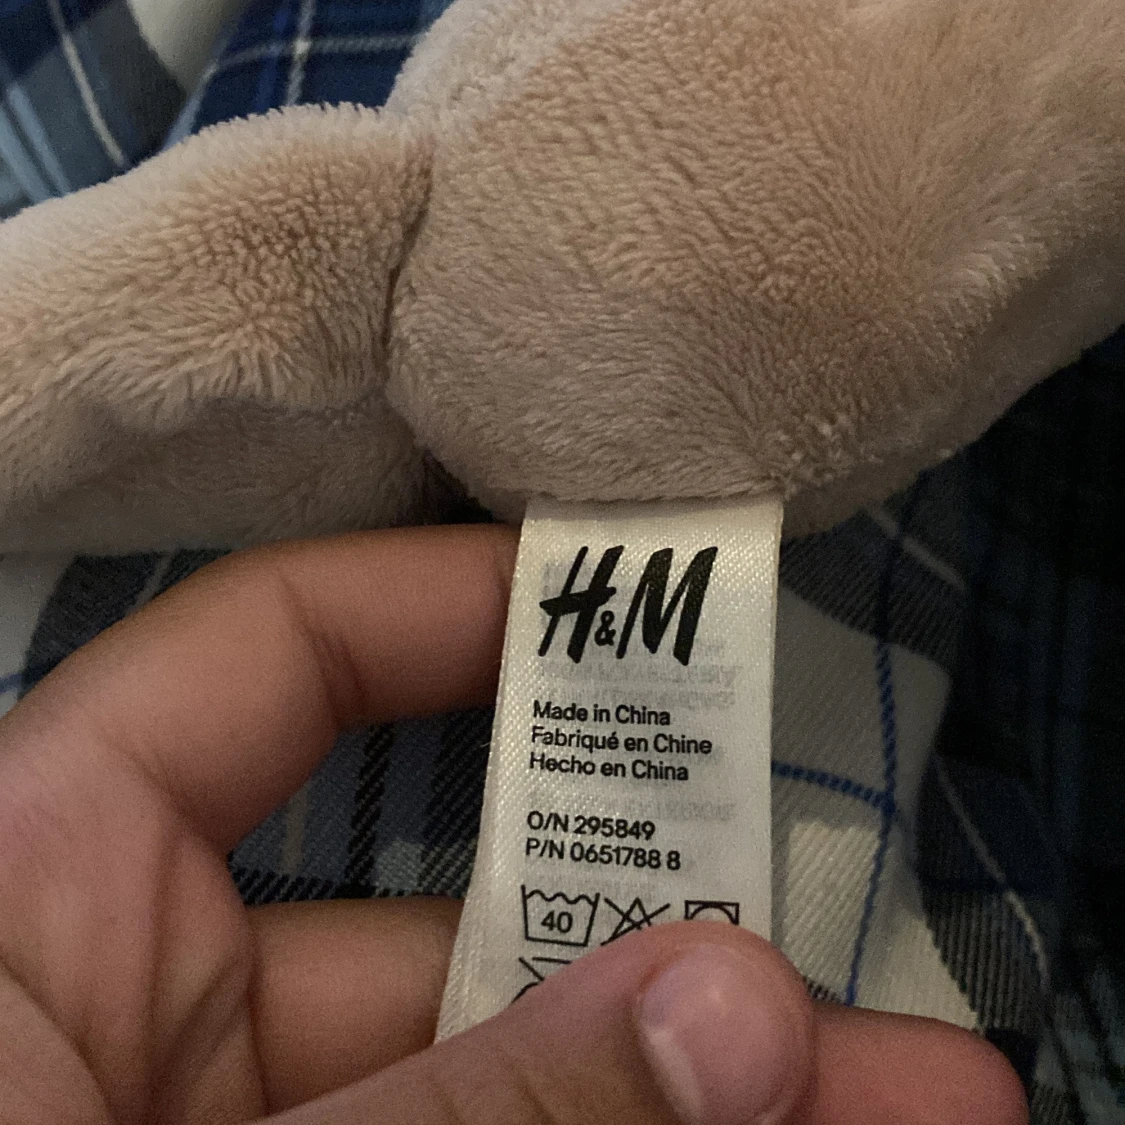 H&M
Made in China
Fabriqué en Chine
Hecho en China
O/N 295849
P/N 0651788 8
40